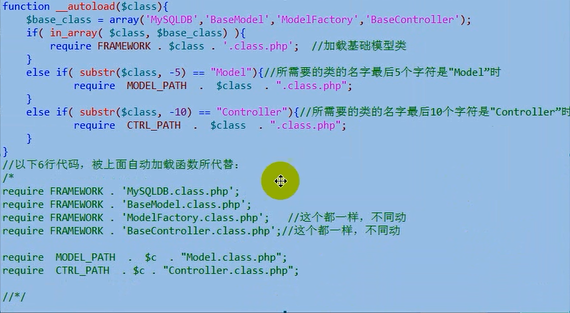 function __autoload($class){
$base_class = array('MySQLDB','BaseModel','ModelFactory','BaseController');
if( in_array( $class, $base_class) ){
require FRAMEWORK . $class . '.class.php'; //加载基础模型类
}
else if( substr($class, -5) == "Model"){//所需要的类的名字最后5个字符是"Model"时
require MODEL_PATH . $class . ".class.php";
}
else if( substr($class, -10) == "Controller"){//所需要的类的名字最后10个字符是"Controller"时
require CTRL_PATH . $class . ".class.php";
}
}
//以下6行代码，被上面自动加载函数所代替：
/*
require FRAMEWORK . 'MySQLDB.class.php';
require FRAMEWORK . 'BaseModel.class.php';
require FRAMEWORK . 'ModelFactory.class.php'; //这个都一样，不同动
require FRAMEWORK . 'BaseController.class.php';//这个都一样，不同动
require MODEL_PATH . $c . "Model.class.php";
require CTRL_PATH . $c . "Controller.class.php";
//*/